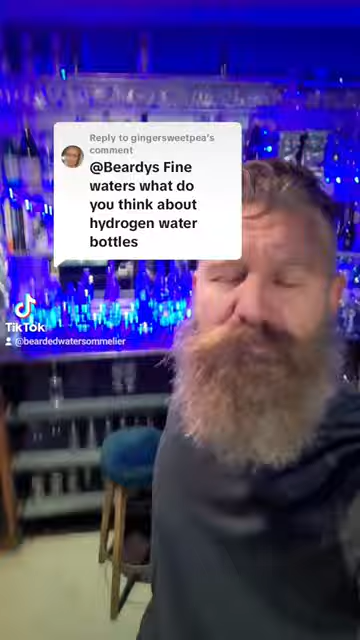 Reply to gingersweetpea's
comment
@Beardys Fine
waters what do
you think about
hydrogen water
bottles
TikTok
@beardedwatersommelier